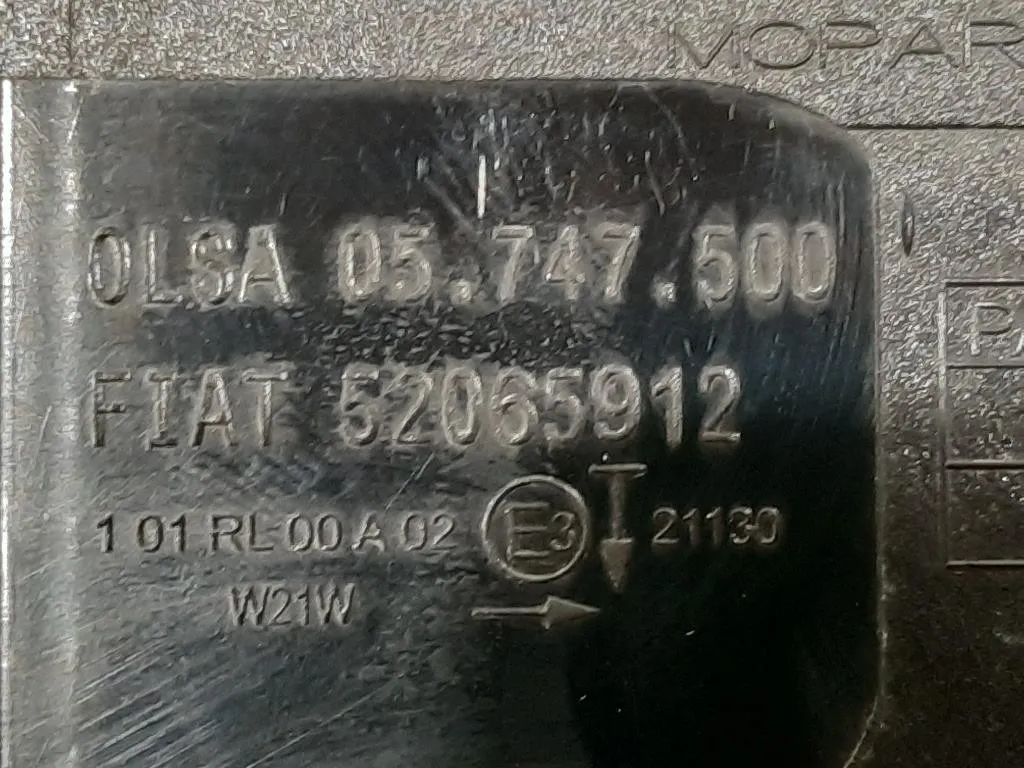 MOPAR
OLSA 05.747.500
FIAT 52065912
1 01 RL 00 A 02 E3 21130
W21W